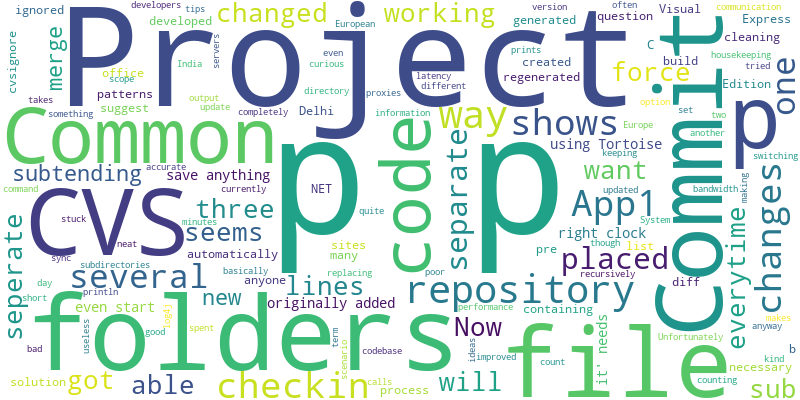 ignored
developers
tips
developed
cvsignore
merge
Project
changed
European
servers
India
office
scope
patterns
suggest
takes
something
even
curious
directory
Delhi
output
update
completely
working
communication
version
often
question
Visual
Express
generated
C
cleaning
prints
created
build
housekeeping
tried
latency
different
regenerated
force
Edition
proxies
option
one
Common
p p
way
shows
p
Commit
code
separate
information
Europe
keeping
set
two
another
switching
using Tortoise
subtending
accurate
save anything
want
command
currently
updated
bandwidth
making
CVS
NET
three
App1
System
stuck
minutes
quite
seems
right clock
neat
sync
automatically
sites
many
pre
though
list
placed
changes
everytime
seperate
subdirectories
basically
anyone
replacing
recursively
several
lines
poor
repository
diff
day
println
short
new
originally added
performance
containing
makes
anyway
even start
log4j
folders
Now
it' needs
file
Unfortunately
useless
good
spent
term
scenario
ideas
kind
b
bad
codebase
improved
count
necessary
solution
got
able
checkin
calls
process
will
counting
sub